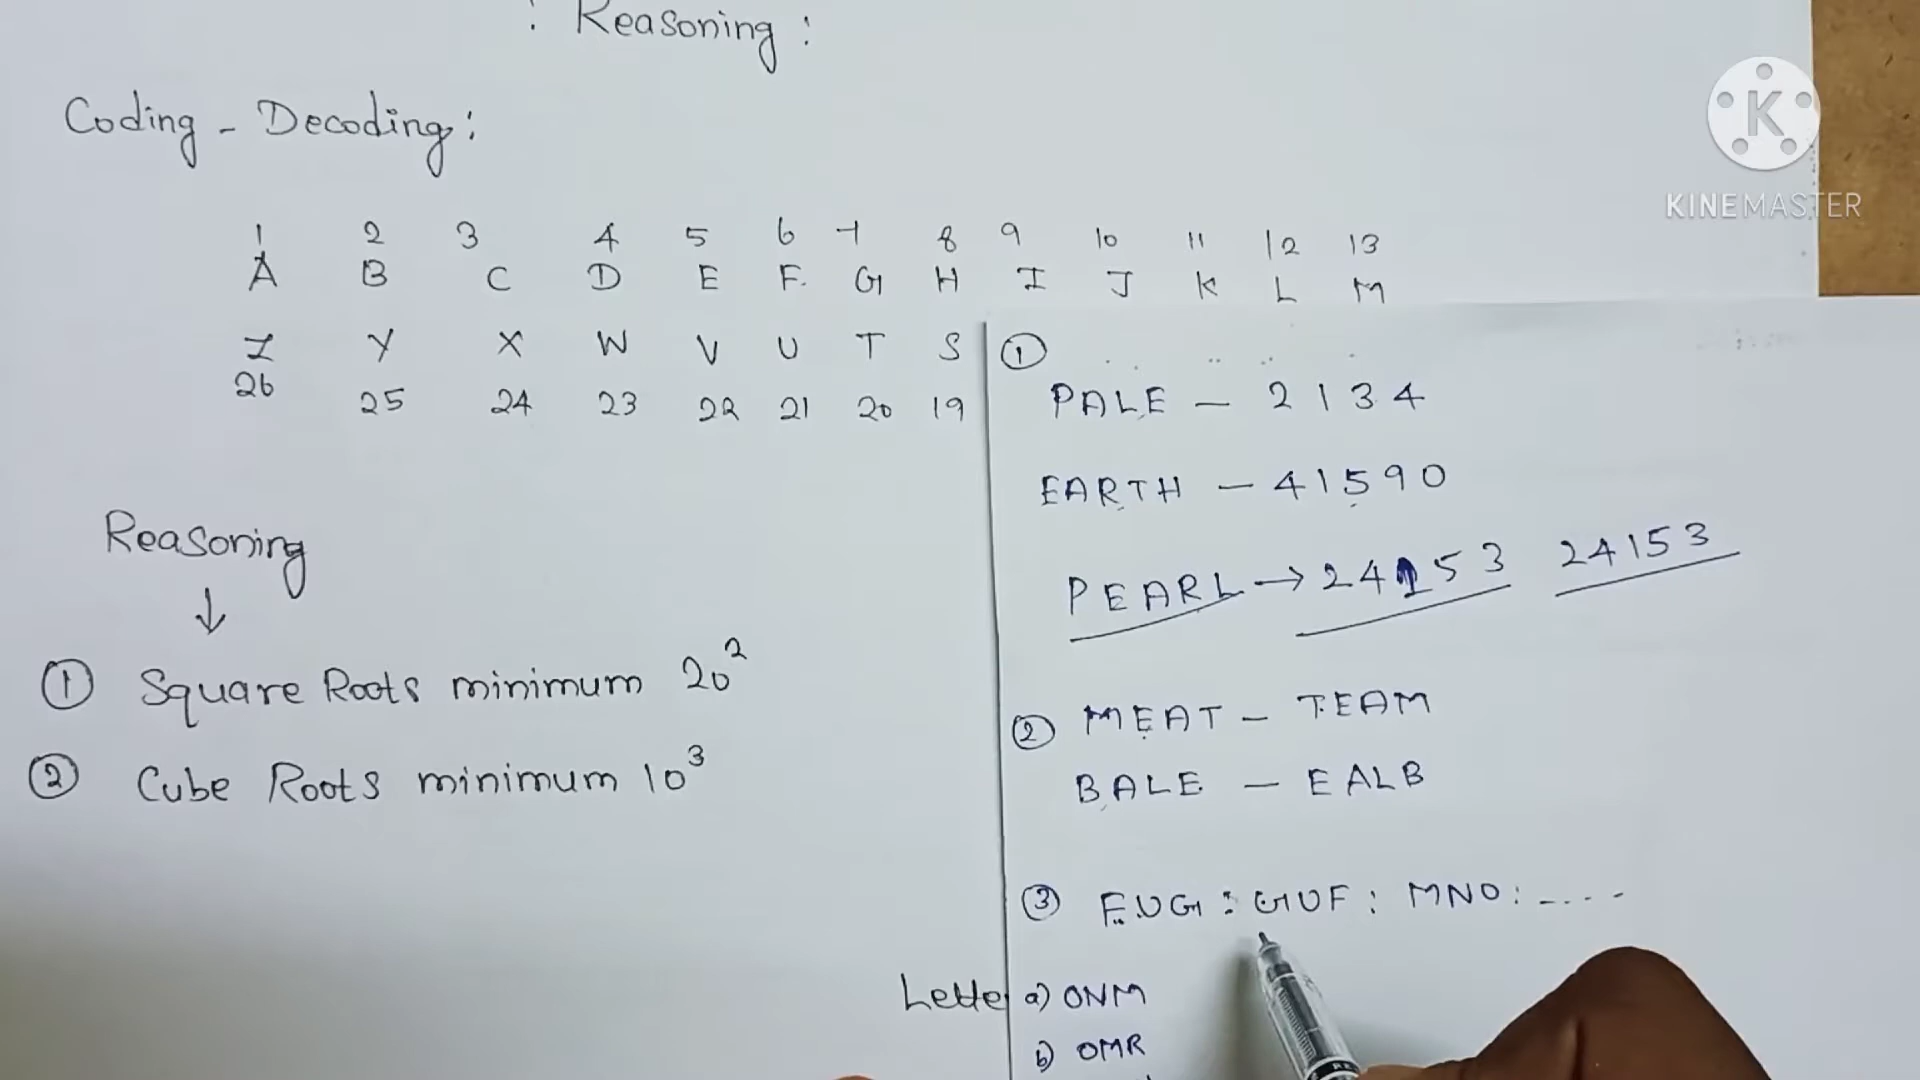 : Reasoning :
Coding - Decoding :
1 2 3 4 5 6 7 8 9 10 11 12 13
A B C D E F G H I J K L M
Z Y X W V U T S
26 25 24 23 22 21 20 19
Reasoning
↓
① Square Roots minimum 20²
② Cube Roots minimum 10³
①
PALE - 2134
EARTH - 41590
PEARL → 24153 24153
② MEAT - TEAM
BALE - EALB
③ FUG : GUF : MNO : ----
Lette a) ONM
b) OMR
KINEMASTER